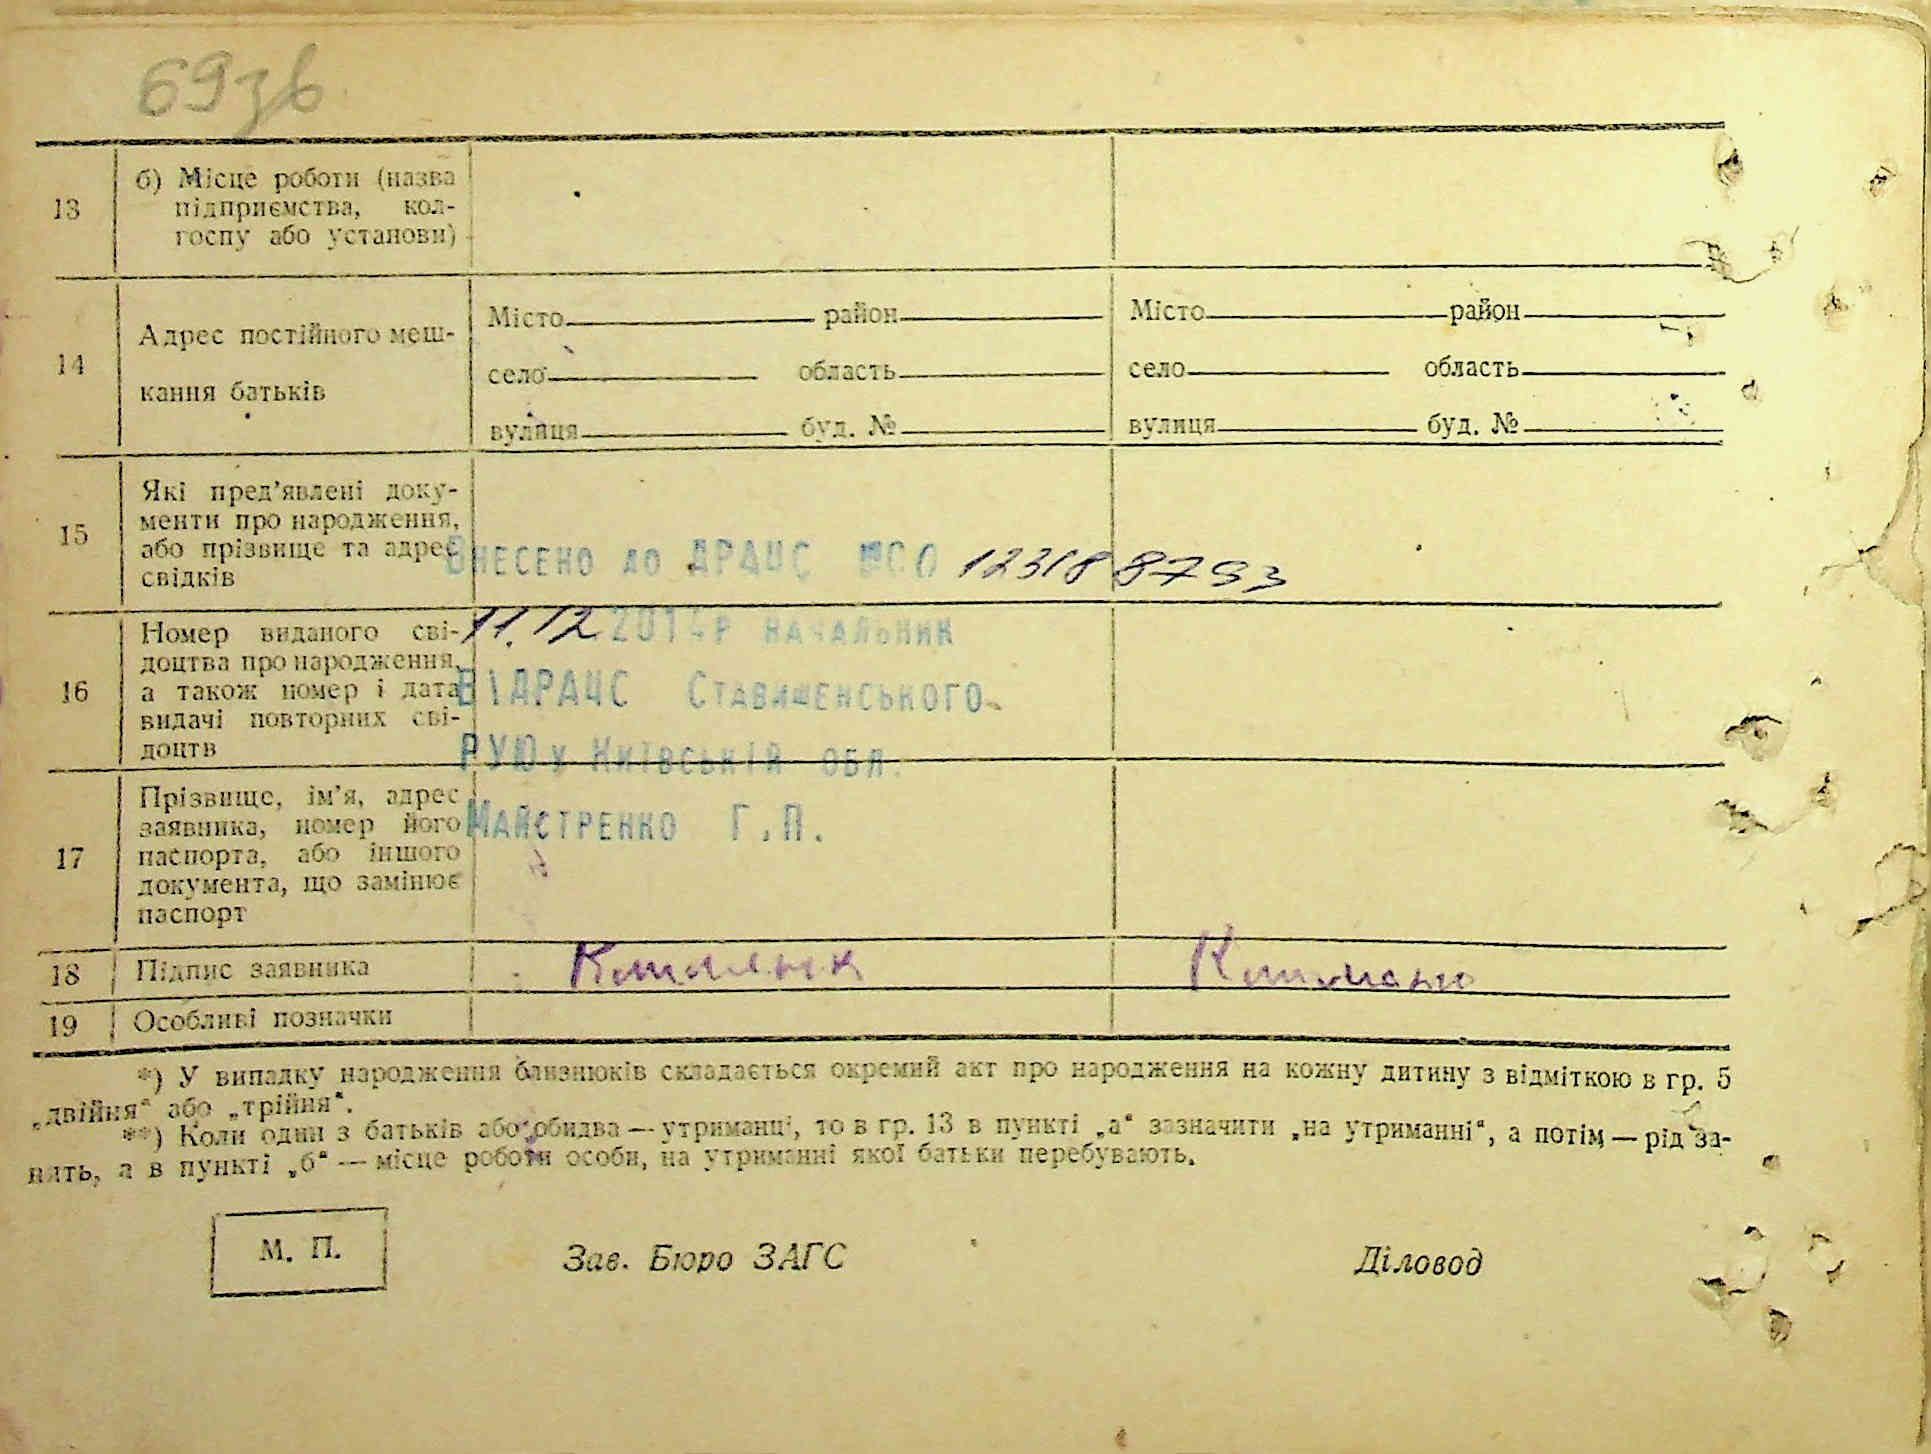 69зв
13
б) Місце роботи (назва
підприємства, кол-
госпу або установи)
14
Адрес постійного меш-
кання батьків
Місто район
село область
вулиця буд. №
Місто район
село область
вулиця буд. №
15
Які пред’явлені доку-
менти про народження,
або прізвище та адрес
свідків
Внесено до ДРАЦС 12318 8793
16
Номер виданого сві-
доцтва про народження,
а також номер і дата
видачі повторних сві-
доцтв
11.12.2014р начальник
ВДРАЦС Ставищенського
РУЮ у Київській обл.
17
Прізвище, ім’я, адрес
заявника, номер його
паспорта, або іншого
документа, що замінює
паспорт
Майстренко Г.П.
18
Підпис заявника
19
Особливі позначки
*) У випадку народження близнюків складається окремий акт про народження на кожну дитину з відміткою в гр. 5
„двійня“ або „трійня“.
**) Коли один з батьків або обидва — утриманці, то в гр. 13 в пункті „а“ зазначити „на утриманні“, а потім — рід за-
нять, а в пункті „б“ — місце роботи особи, на утриманні якої батьки перебувають.
М. П.
Зав. Бюро ЗАГС
Діловод